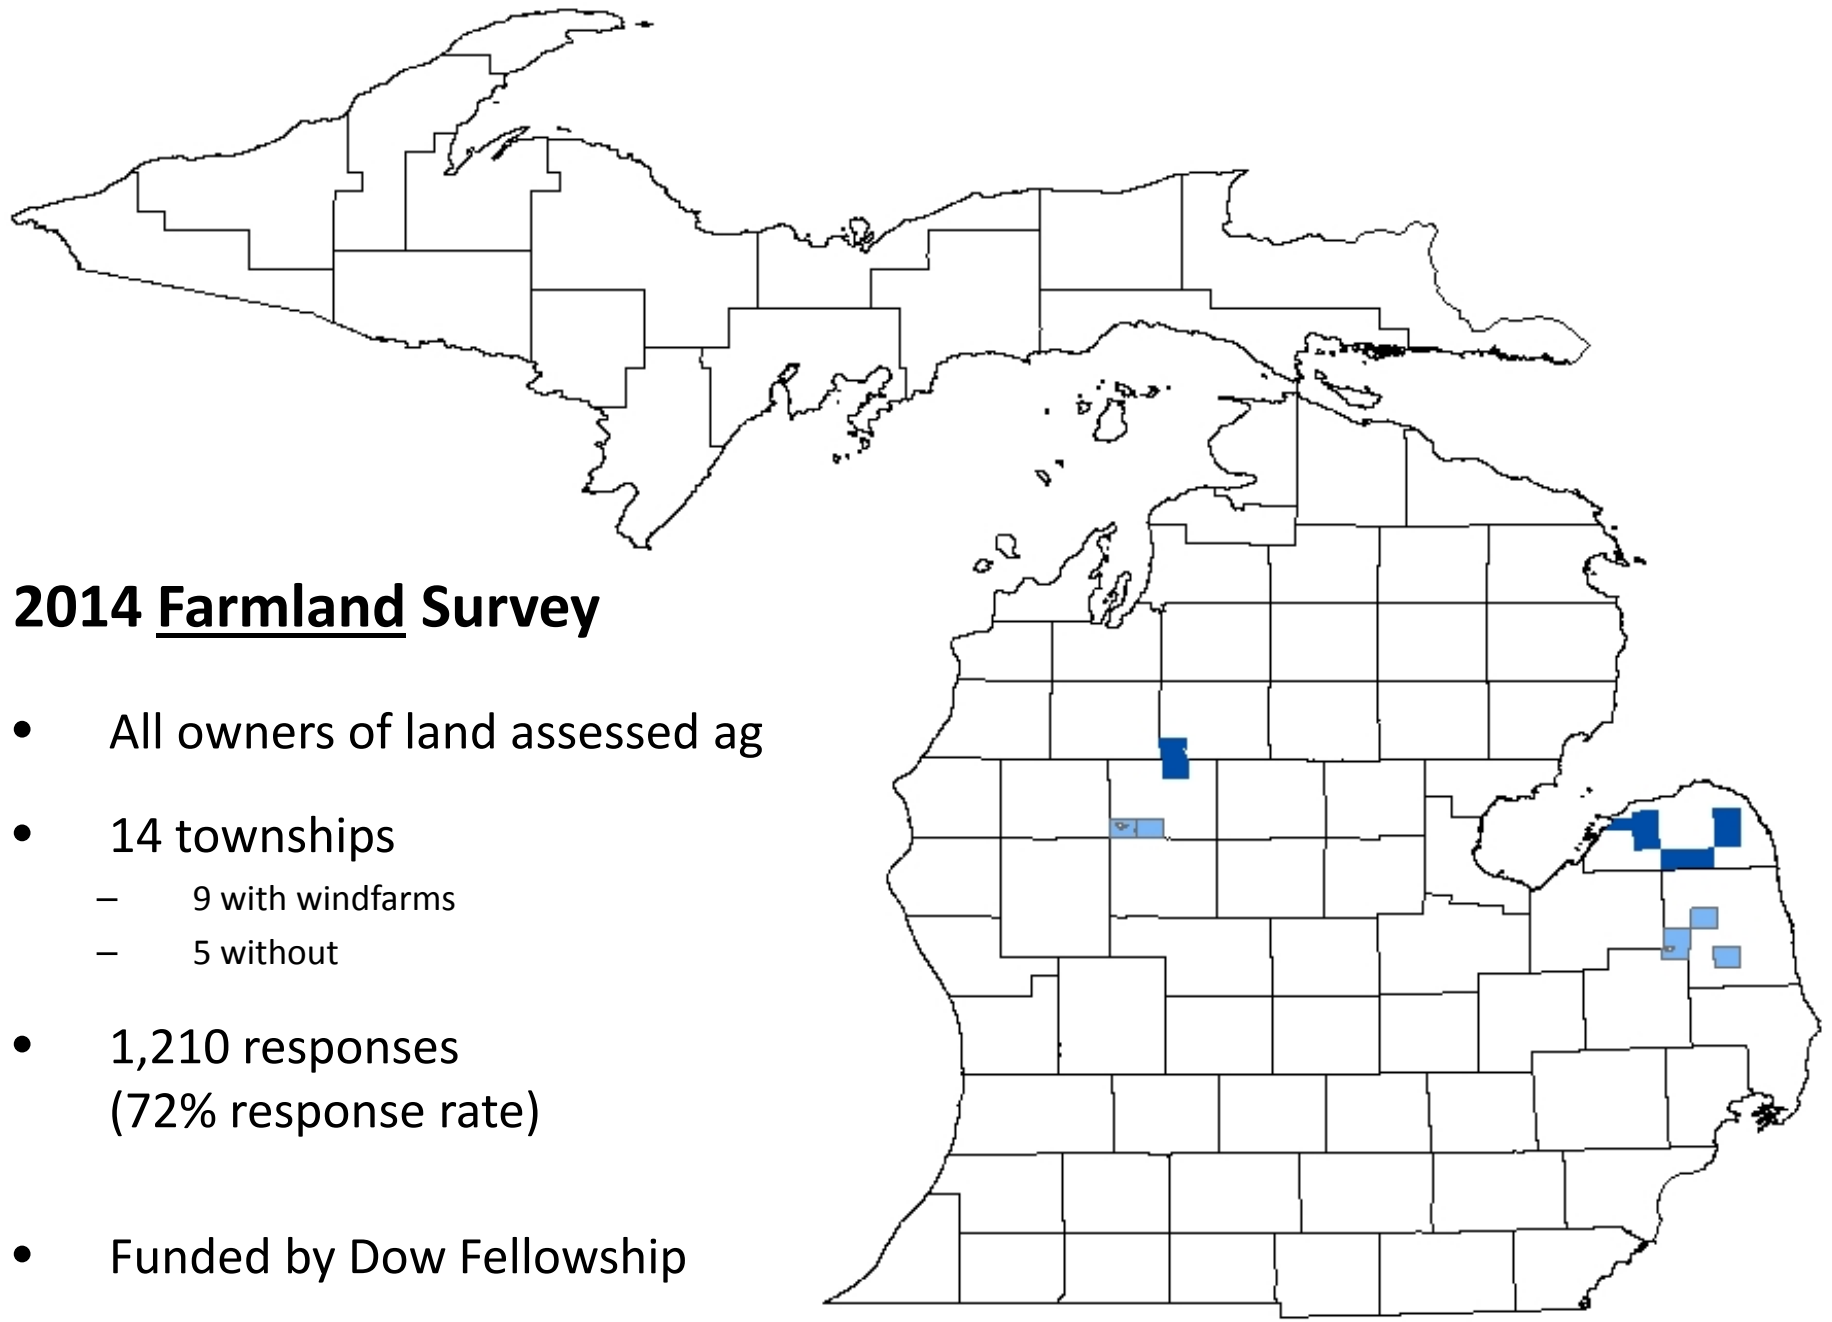 2014 Farmland Survey
• All owners of land assessed ag
• 14 townships
– 9 with windfarms
– 5 without
• 1,210 responses
(72% response rate)
• Funded by Dow Fellowship